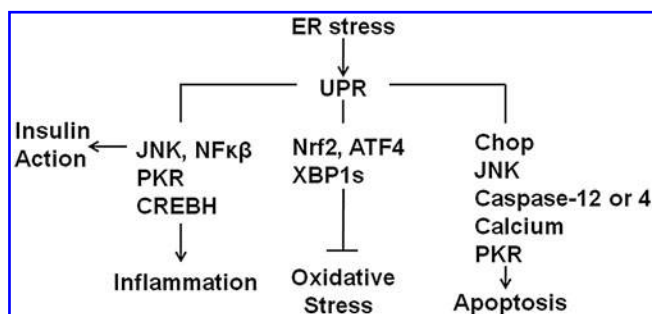 ER stress
UPR
Insulin
Action
JNK, NFκβ
PKR
CREBH
Inflammation
Nrf2, ATF4
XBP1s
Oxidative
Stress
Chop
JNK
Caspase-12 or 4
Calcium
PKR
Apoptosis